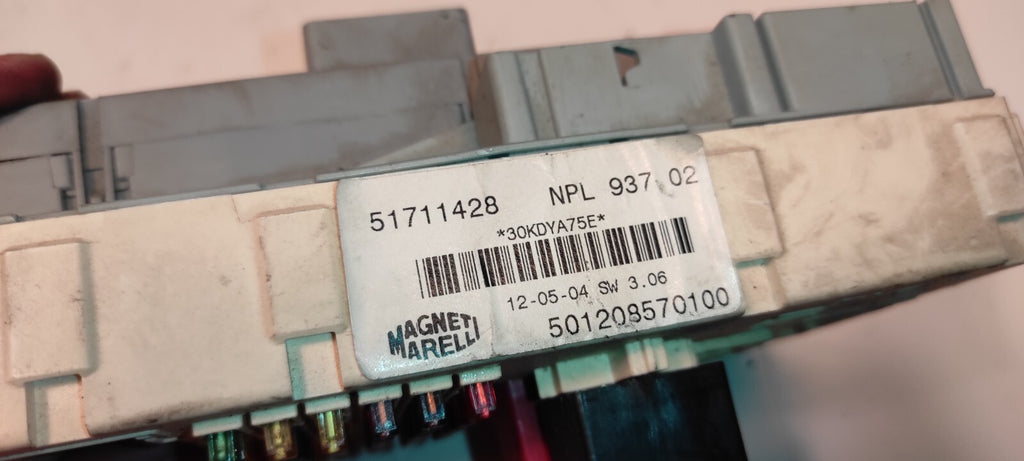 51711428 NPL 937 02
*30KDYA75E*
12-05-04 SW 3.06
501208570100
MAGNETI
MARELLI